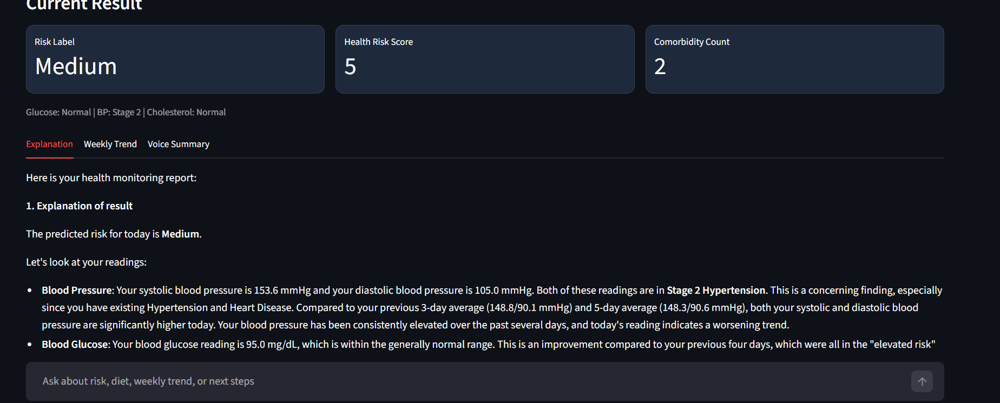 Current Result
Risk Label
Medium
Health Risk Score
5
Comorbidity Count
2
Glucose: Normal | BP: Stage 2 | Cholesterol: Normal
Explanation Weekly Trend Voice Summary
Here is your health monitoring report:
1. Explanation of result
The predicted risk for today is Medium.
Let's look at your readings:
• Blood Pressure: Your systolic blood pressure is 153.6 mmHg and your diastolic blood pressure is 105.0 mmHg. Both of these readings are in Stage 2 Hypertension. This is a concerning finding, especially
since you have existing Hypertension and Heart Disease. Compared to your previous 3-day average (148.8/90.1 mmHg) and 5-day average (148.3/90.6 mmHg), both your systolic and diastolic blood
pressure are significantly higher today. Your blood pressure has been consistently elevated over the past several days, and today's reading indicates a worsening trend.
• Blood Glucose: Your blood glucose reading is 95.0 mg/dL, which is within the generally normal range. This is an improvement compared to your previous four days, which were all in the "elevated risk"
Ask about risk, diet, weekly trend, or next steps